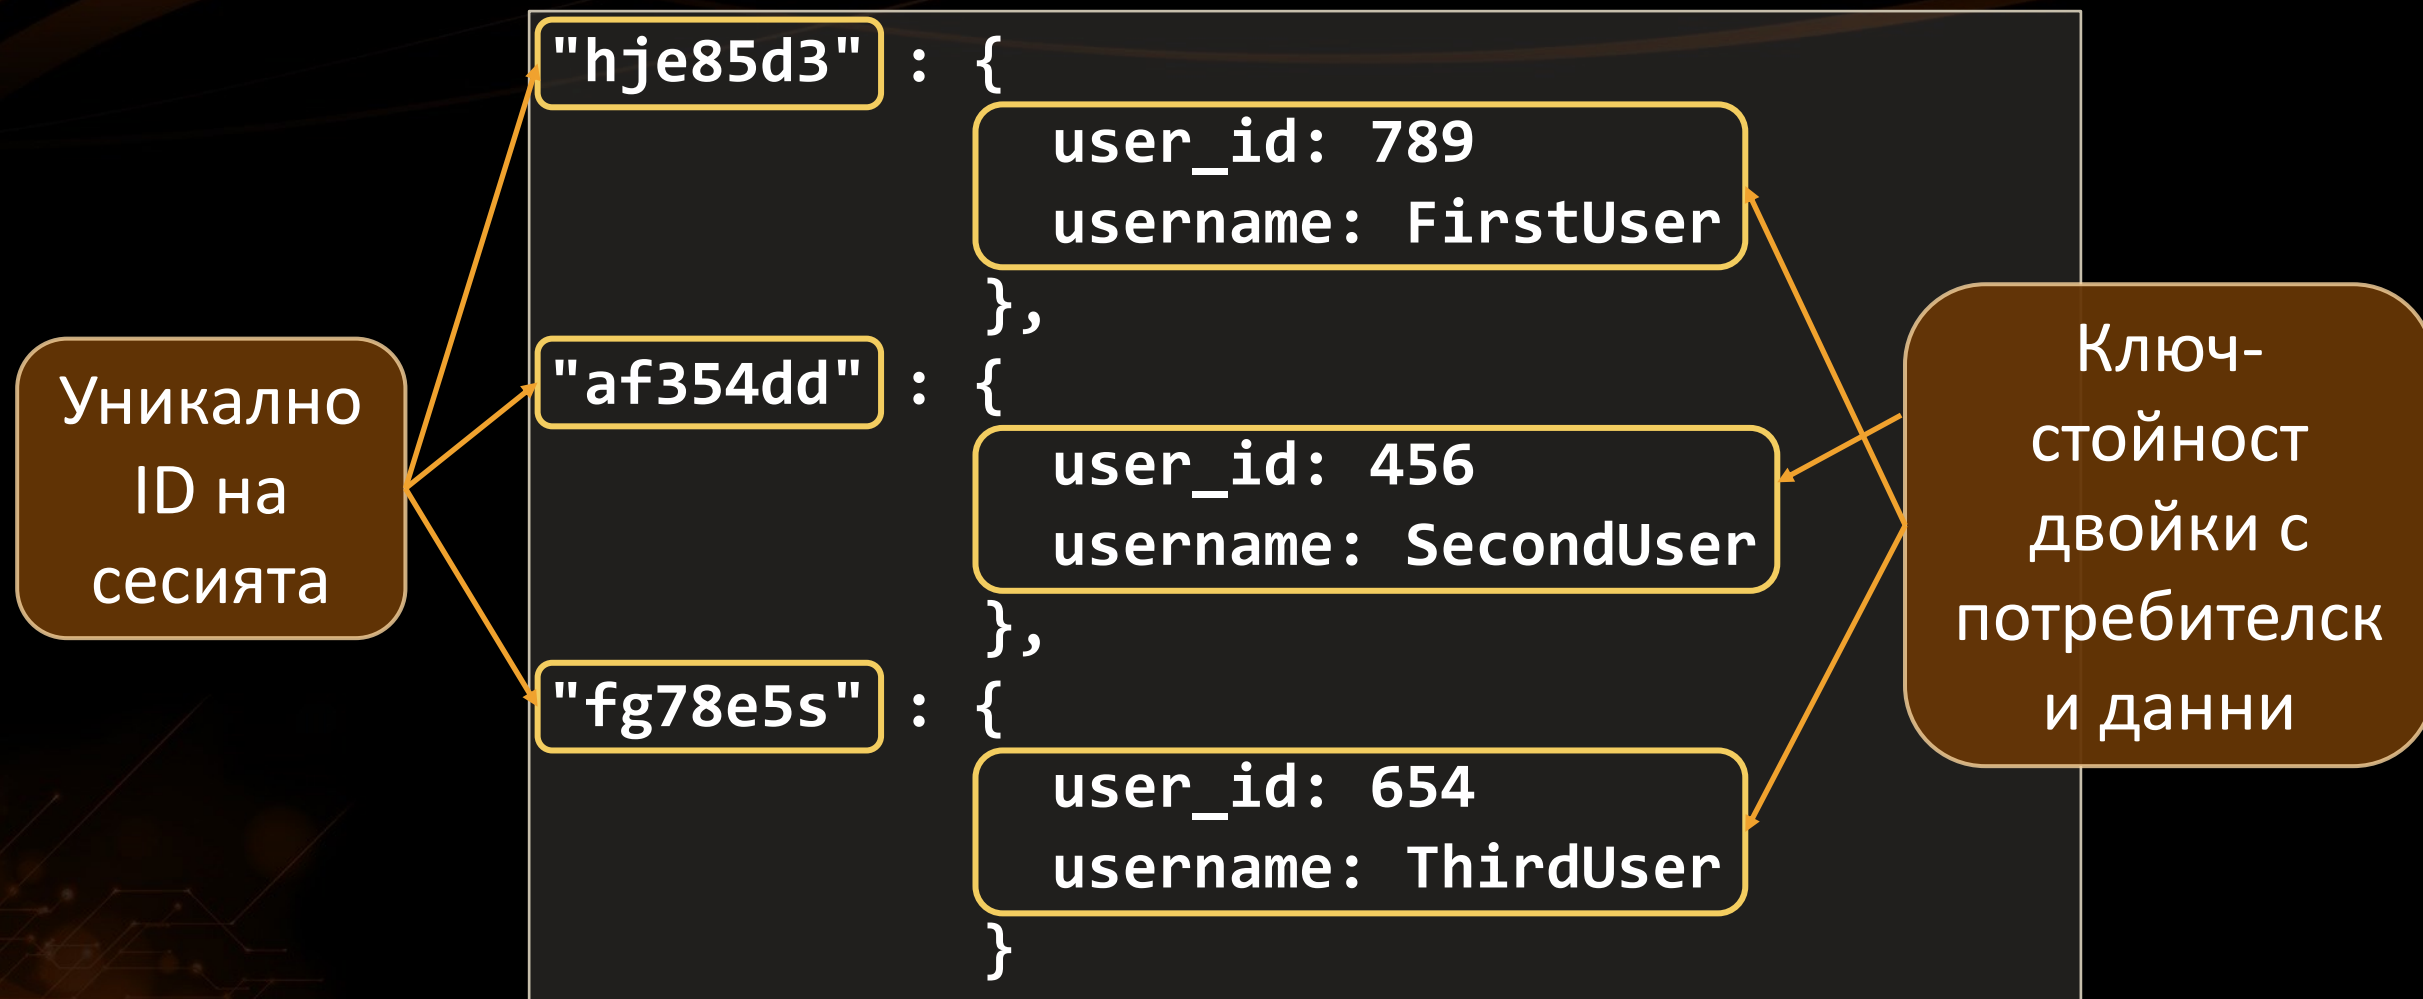 "hje85d3" : {
user_id: 789
username: FirstUser
},
"af354dd" : {
user_id: 456
username: SecondUser
},
"fg78e5s" : {
user_id: 654
username: ThirdUser
}
Уникално
ID на
сесията
Ключ-
стойност
двойки с
потребителск
и данни